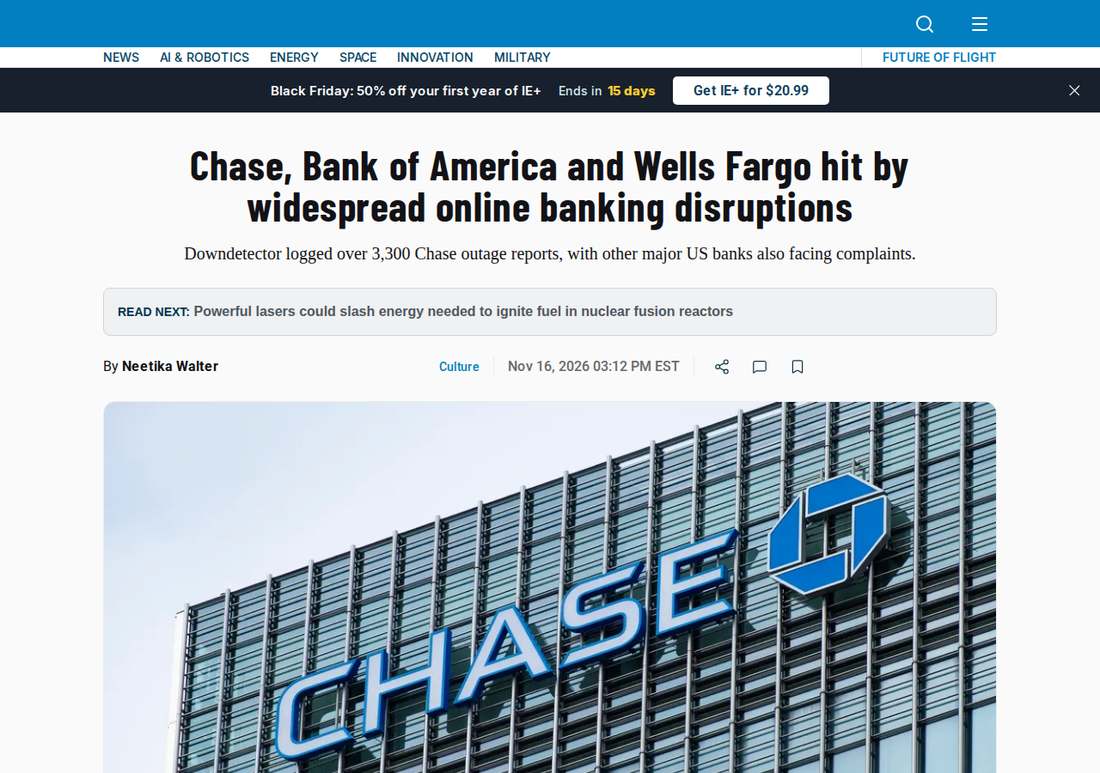 NEWS AI & ROBOTICS ENERGY SPACE INNOVATION MILITARY FUTURE OF FLIGHT
Black Friday: 50% off your first year of IE+ Ends in 15 days Get IE+ for $20.99
Chase, Bank of America and Wells Fargo hit by
widespread online banking disruptions
Downdetector logged over 3,300 Chase outage reports, with other major US banks also facing complaints.
READ NEXT: Powerful lasers could slash energy needed to ignite fuel in nuclear fusion reactors
By Neetika Walter Culture Nov 16, 2026 03:12 PM EST
CHASE